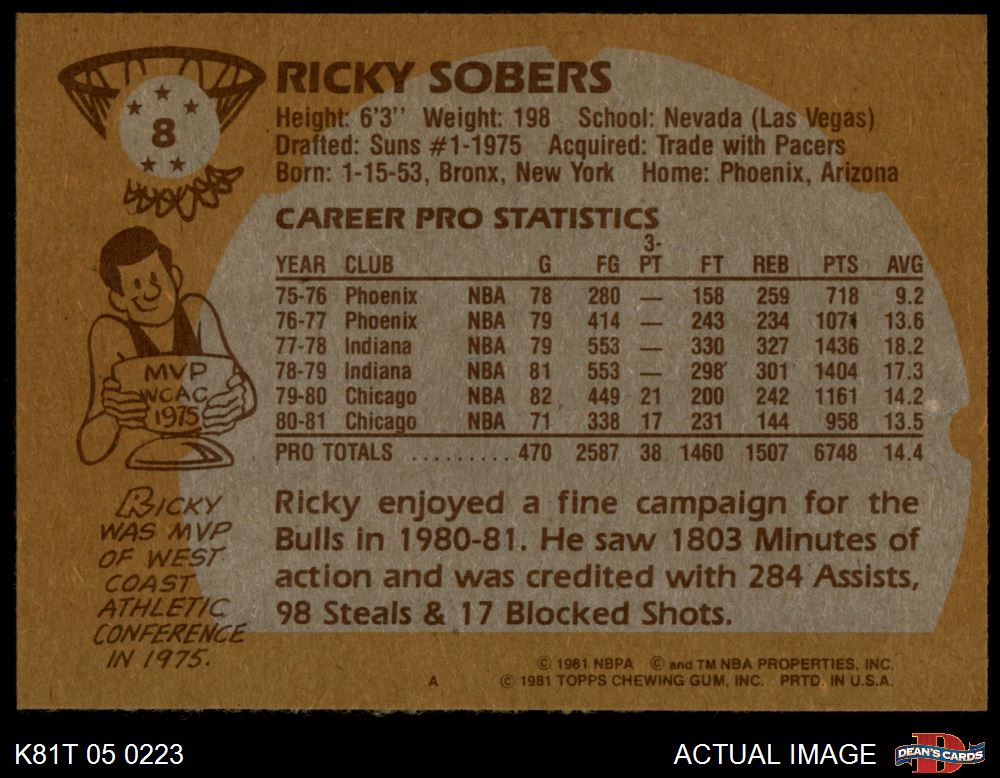 8
RICKY SOBERS
Height: 6'3'' Weight: 198 School: Nevada (Las Vegas)
Drafted: Suns #1-1975 Acquired: Trade with Pacers
Born: 1-15-53, Bronx, New York Home: Phoenix, Arizona
CAREER PRO STATISTICS
YEAR CLUB G FG 3-PT FT REB PTS AVG
75-76 Phoenix NBA 78 280 — 158 259 718 9.2
76-77 Phoenix NBA 79 414 — 243 234 1071 13.6
77-78 Indiana NBA 79 553 — 330 327 1436 18.2
78-79 Indiana NBA 81 553 — 298 301 1404 17.3
79-80 Chicago NBA 82 449 21 200 242 1161 14.2
80-81 Chicago NBA 71 338 17 231 144 958 13.5
PRO TOTALS ......... 470 2587 38 1460 1507 6748 14.4
MVP
WCAC
1975
RICKY
WAS MVP
OF WEST
COAST
ATHLETIC
CONFERENCE
IN 1975.
Ricky enjoyed a fine campaign for the
Bulls in 1980-81. He saw 1803 Minutes of
action and was credited with 284 Assists,
98 Steals & 17 Blocked Shots.
© 1981 NBPA © and TM NBA PROPERTIES, INC.
A © 1981 TOPPS CHEWING GUM, INC. PRTD. IN U.S.A.
K81T 05 0223 ACTUAL IMAGE
D
DEAN'S CARDS